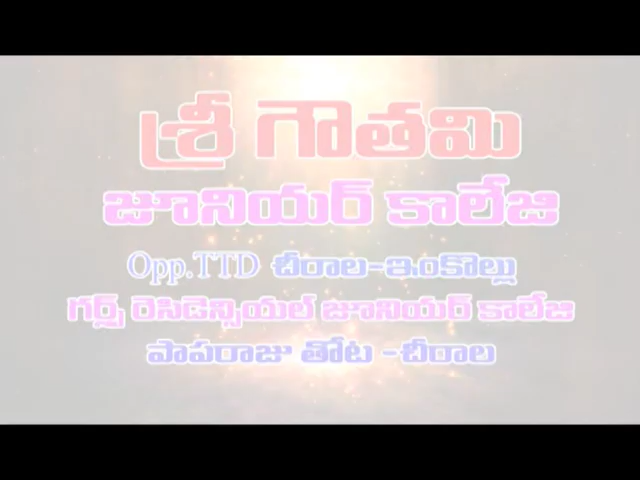 శ్రీ గౌతమి
జూనియర్ కాలేజి
Opp.TTD చీరాల-ఇంకొల్లు
గర్ల్స్ రెసిడెన్సియల్ జూనియర్ కాలేజి
పాపరాజు తోట -చీరాల